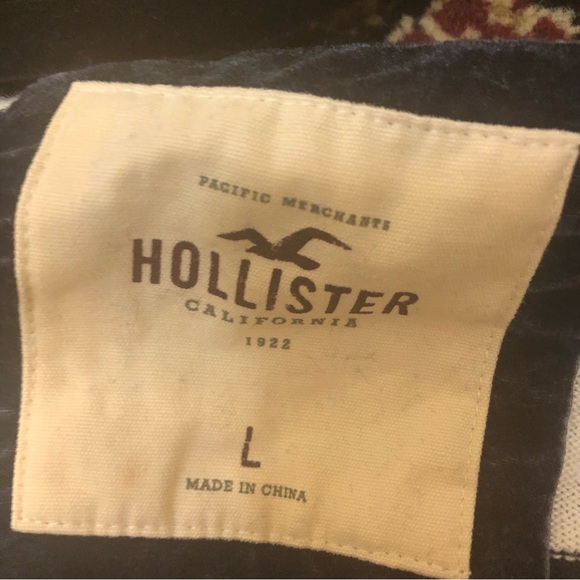 PACIFIC MERCHANTS
HOLLISTER
CALIFORNIA
1922
L
MADE IN CHINA